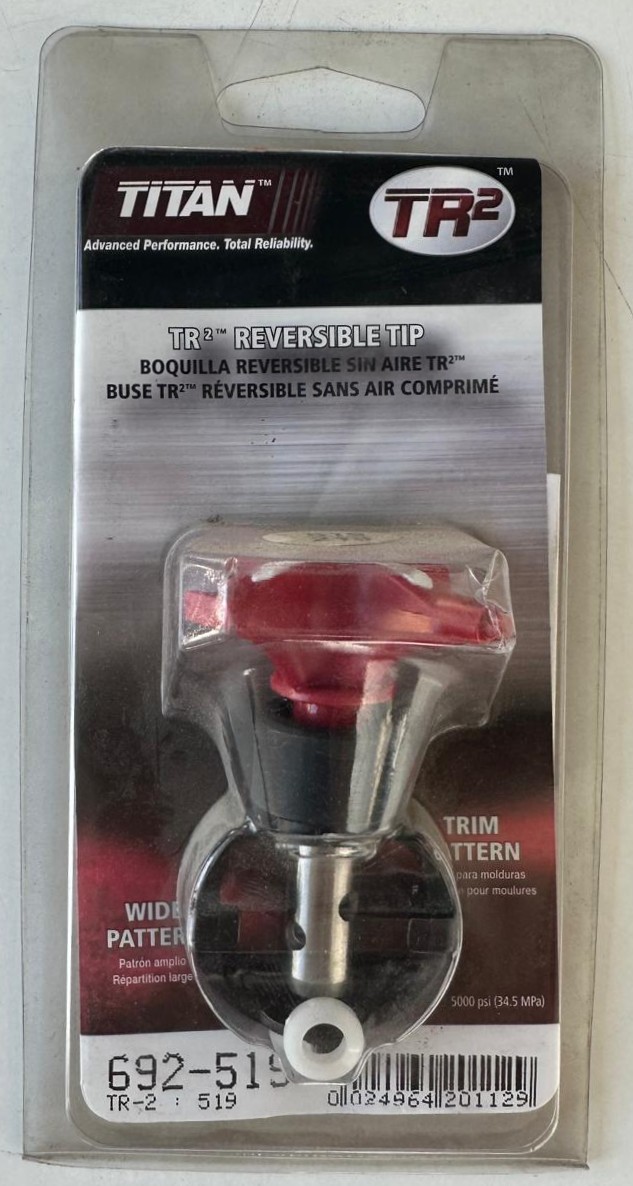 TITAN™
TR²™
Advanced Performance. Total Reliability.
TR²™ REVERSIBLE TIP
BOQUILLA REVERSIBLE SIN AIRE TR²™
BUSE TR²™ RÉVERSIBLE SANS AIR COMPRIMÉ
TRIM
para molduras
pour moulures
WIDE
Patrón amplio
Répartition large
5000 psi (34.5 MPa)
692-519
TR-2 : 519
0 024964 201129